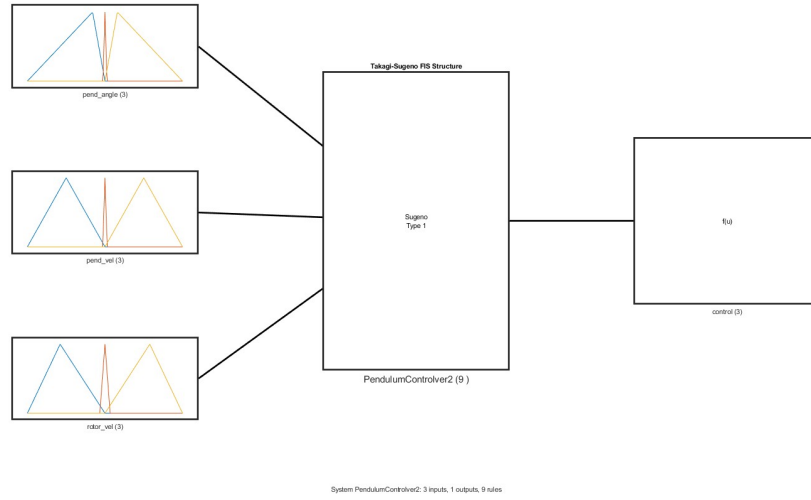 pend_angle (3)
Takagi-Sugeno FIS Structure
pend_vel (3)
Sugeno
Type 1
f(u)
control (3)
PendulumControlver2 (9 )
rotor_vel (3)
System PendulumControlver2: 3 inputs, 1 outputs, 9 rules